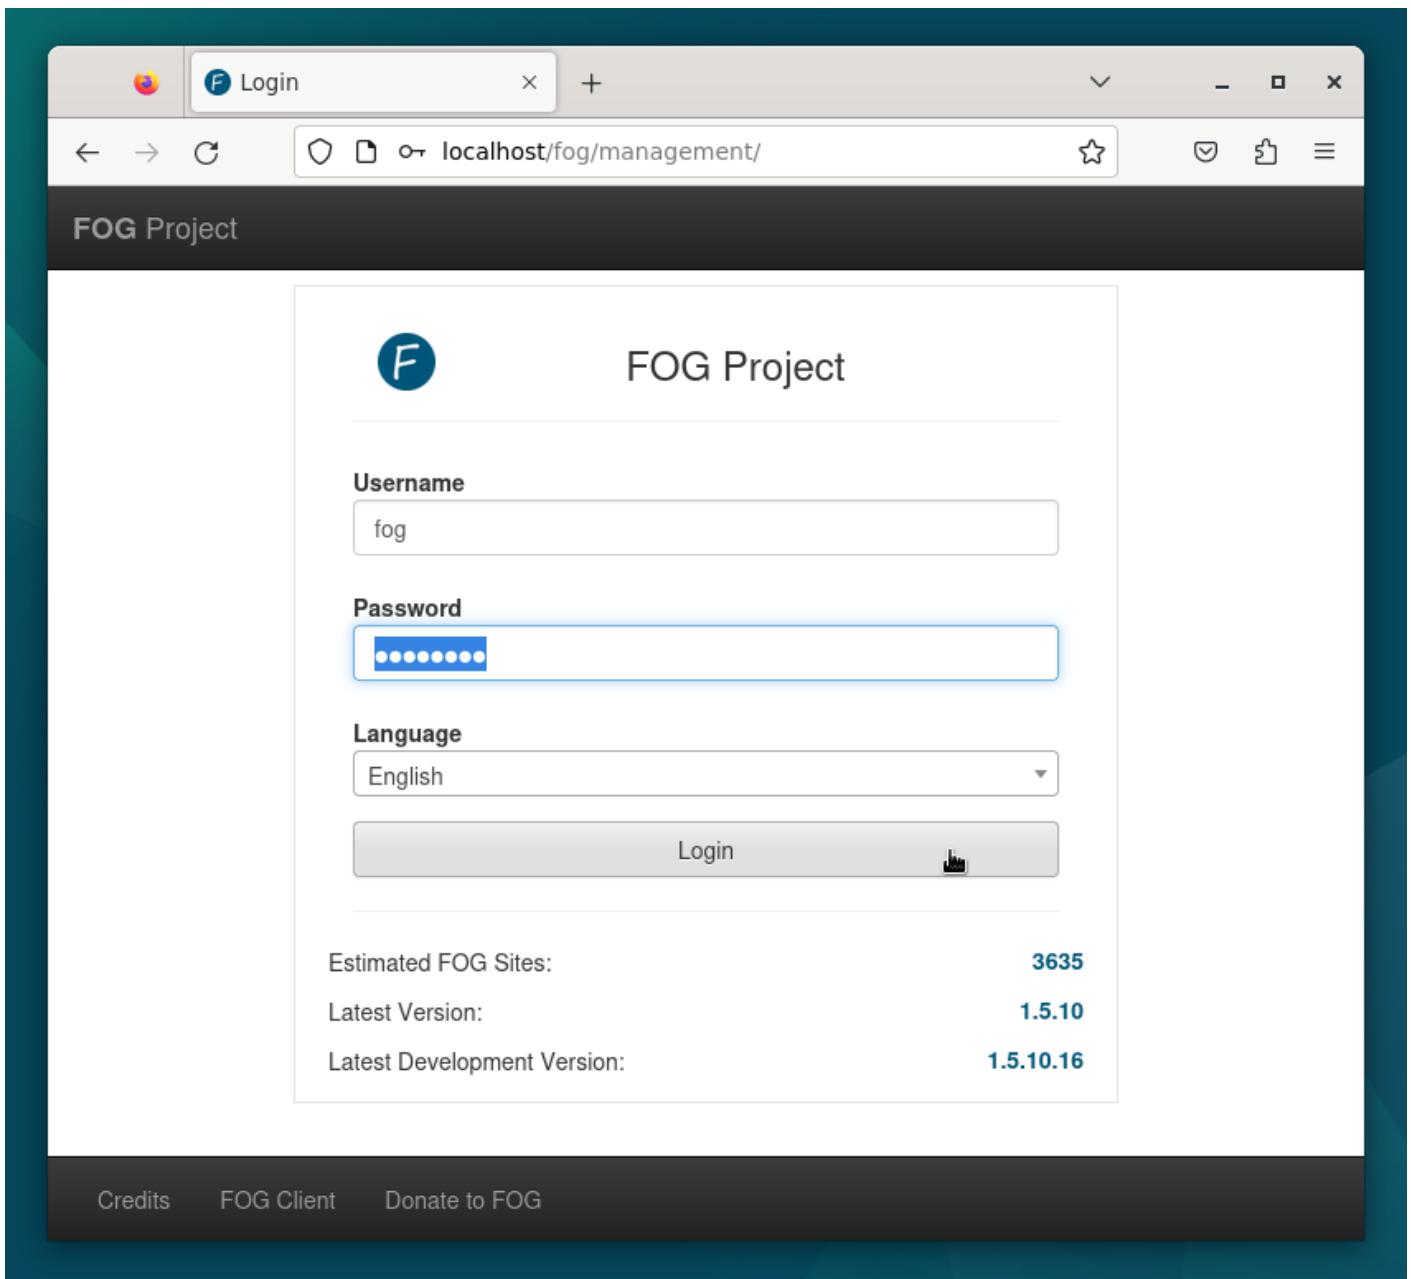 Login
localhost/fog/management/
FOG Project
F FOG Project
Username
fog
Password
••••••••
Language
English
Login
Estimated FOG Sites: 3635
Latest Version: 1.5.10
Latest Development Version: 1.5.10.16
Credits FOG Client Donate to FOG